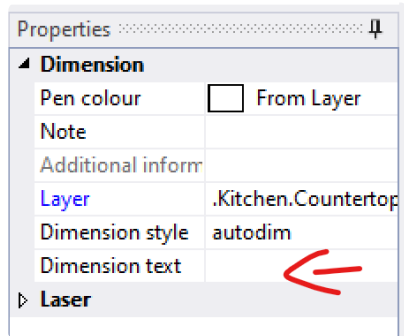 Properties
Dimension
Pen colour From Layer
Note
Additional inform
Layer .Kitchen.Countertop
Dimension style autodim
Dimension text
Laser